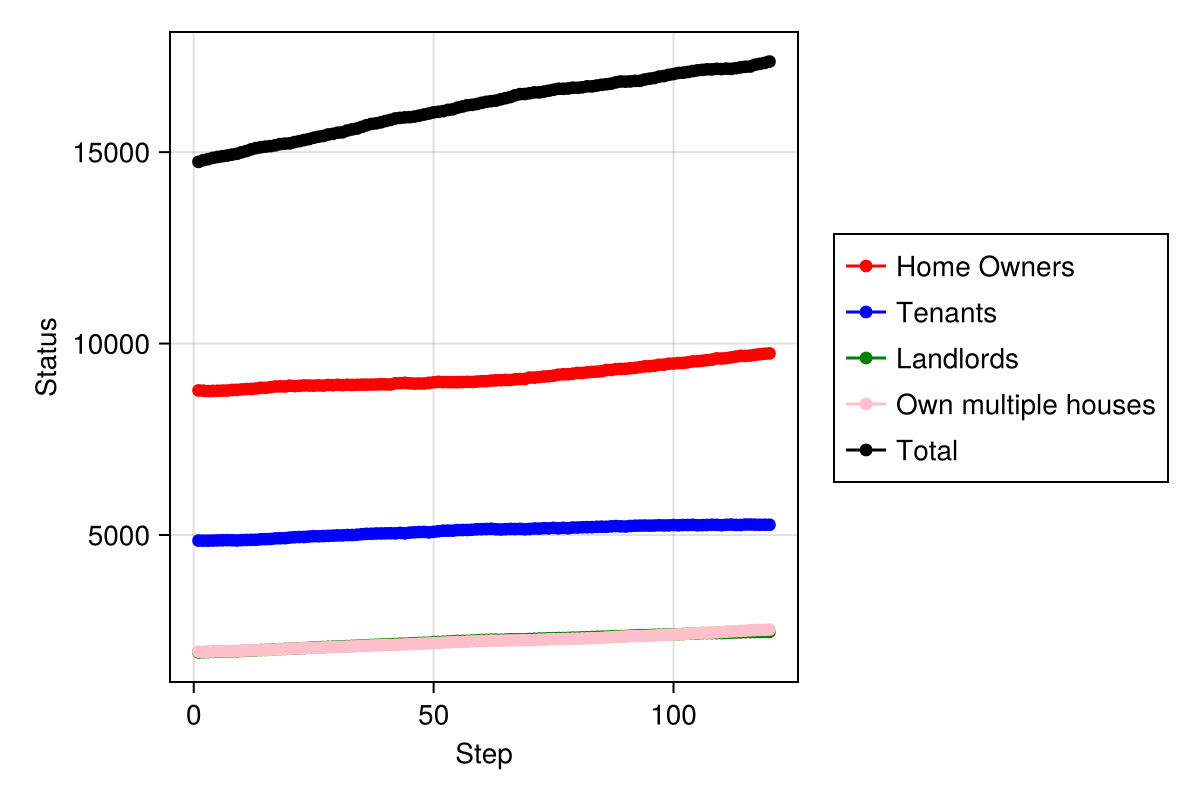 15000
10000
5000
Status
0 50 100
Step
Home Owners
Tenants
Landlords
Own multiple houses
Total